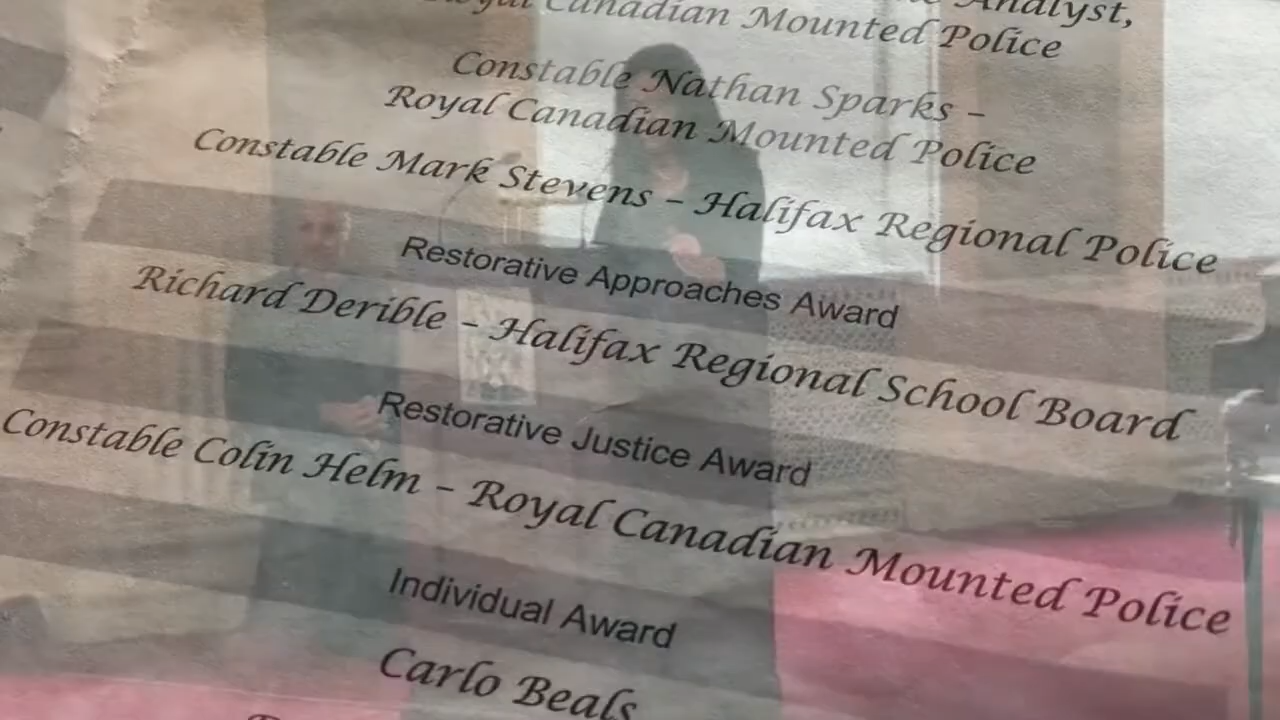 Analyst,
Royal Canadian Mounted Police
Constable Nathan Sparks –
Royal Canadian Mounted Police
Constable Mark Stevens – Halifax Regional Police
Restorative Approaches Award
Richard Derible – Halifax Regional School Board
Restorative Justice Award
Constable Colin Helm – Royal Canadian Mounted Police
Individual Award
Carlo Beals